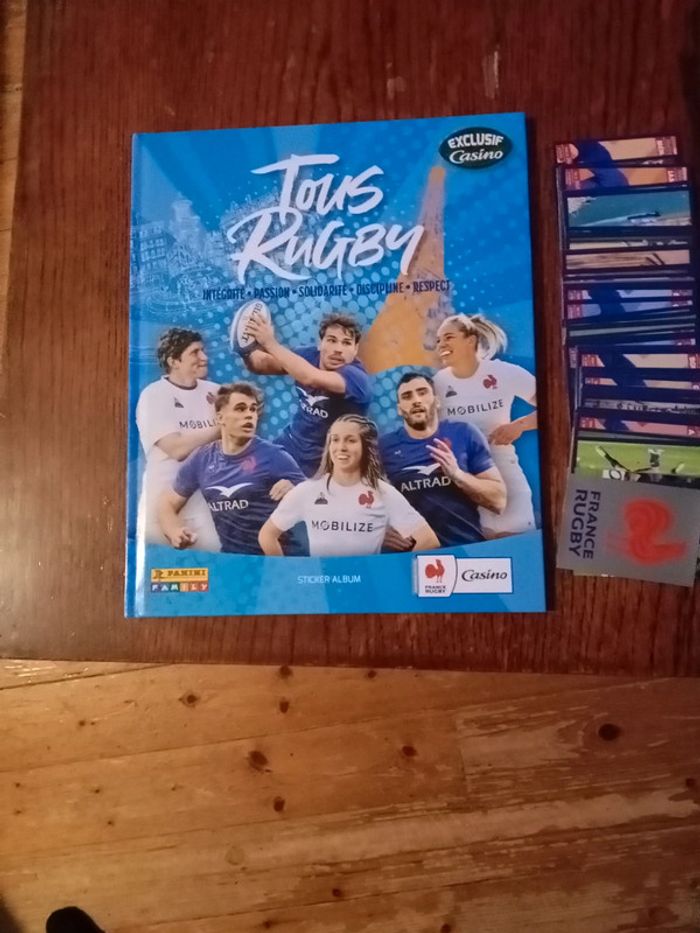 EXCLUSIF
Casino
Tous
RUGBY
INTÉGRITÉ • PASSION • SOLIDARITÉ • DISCIPLINE • RESPECT
ALTRAD
MOBILIZE
MOBILIZE
ALTRAD
ALTRAD
MOBILIZE
PANINI
FAMILY
STICKER ALBUM
FRANCE
RUGBY
Casino
FRANCE
RUGBY